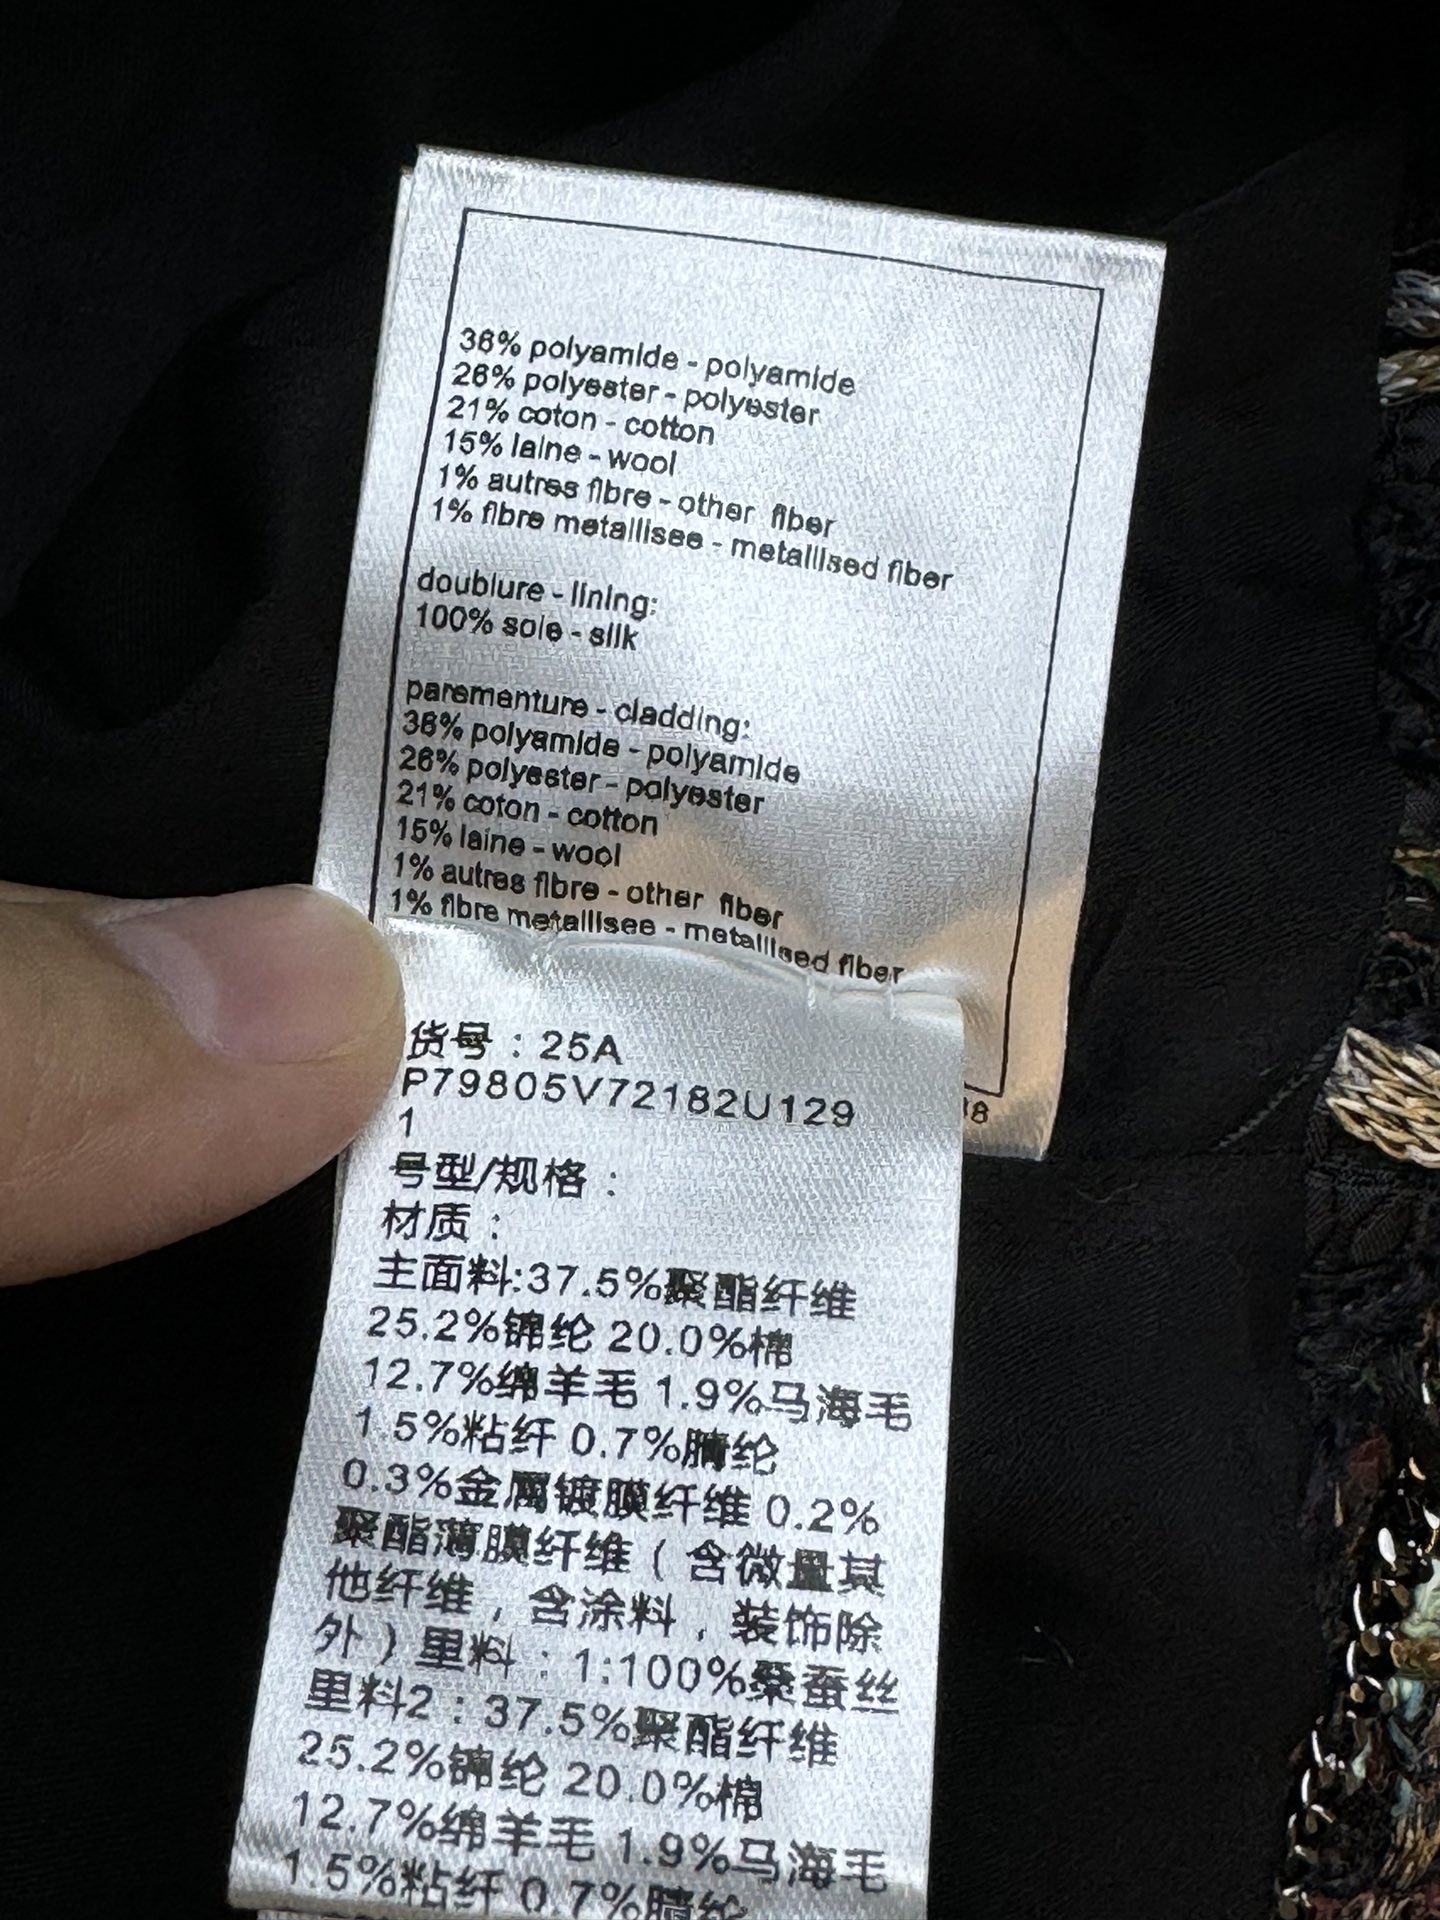 36% polyamide - polyamide
26% polyester - polyester
21% coton - cotton
15% laine - wool
1% autres fibre - other fiber
1% fibre metallisee - metallised fiber
doublure - lining:
100% soie - silk
parementure - cladding:
36% polyamide - polyamide
26% polyester - polyester
21% coton - cotton
15% laine - wool
1% autres fibre - other fiber
1% fibre metallisee - metallised fiber
货号：25A
P79805V72182U129
1
号型/规格：
材质：
主面料:37.5%聚酯纤维
25.2%锦纶 20.0%棉
12.7%绵羊毛 1.9%马海毛
1.5%粘纤 0.7%腈纶
0.3%金属镀膜纤维 0.2%
聚酯薄膜纤维（含微量其
他纤维，含涂料，装饰除
外）里料：1:100%桑蚕丝
里料2：37.5%聚酯纤维
25.2%锦纶 20.0%棉
12.7%绵羊毛 1.9%马海毛
1.5%粘纤 0.7%腈纶